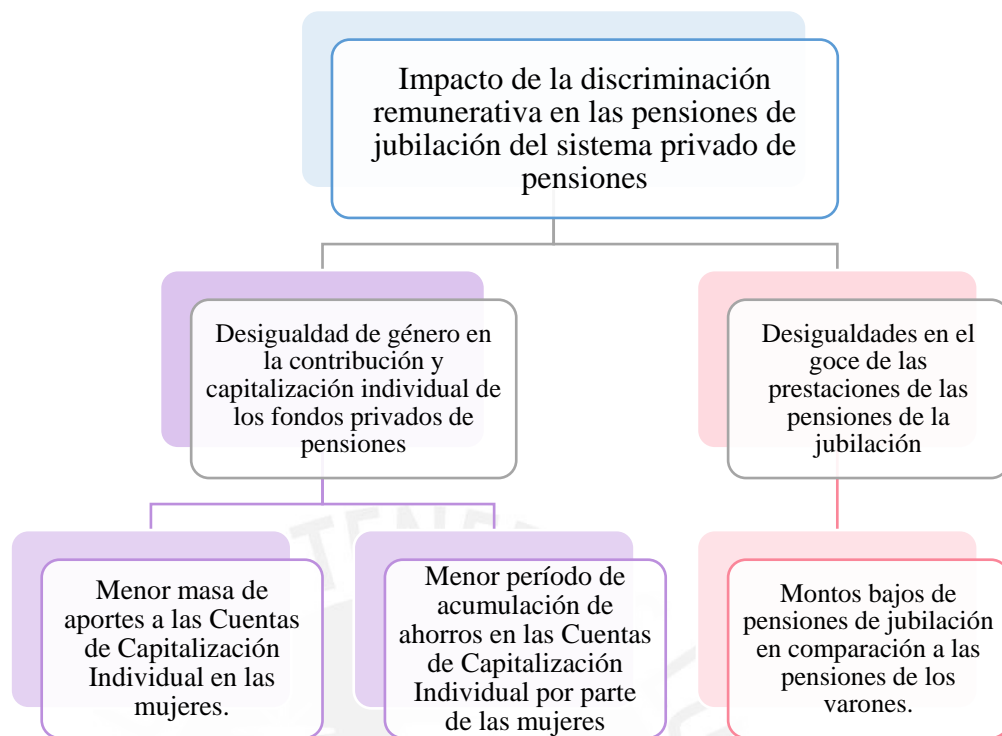 Impacto de la discriminación
remunerativa en las pensiones de
jubilación del sistema privado de
pensiones
Desigualdad de género en
la contribución y
capitalización individual de
los fondos privados de
pensiones
Desigualdades en el
goce de las
prestaciones de las
pensiones de la
jubilación
Menor masa de
aportes a las Cuentas
de Capitalización
Individual en las
mujeres.
Menor período de
acumulación de
ahorros en las Cuentas
de Capitalización
Individual por parte
de las mujeres
Montos bajos de
pensiones de jubilación
en comparación a las
pensiones de los
varones.